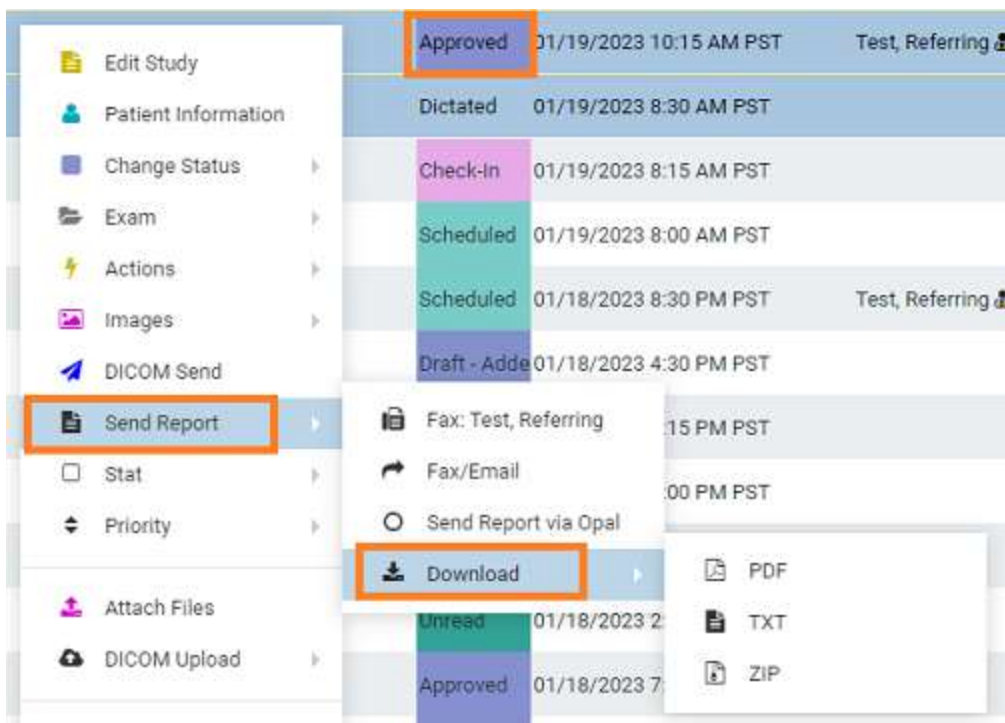 Edit Study
Patient Information
Change Status
Exam
Actions
Images
DICOM Send
Send Report
Stat
Priority
Attach Files
DICOM Upload
Approved 01/19/2023 10:15 AM PST Test, Referring
Dictated 01/19/2023 8:30 AM PST
Check-In 01/19/2023 8:15 AM PST
Scheduled 01/19/2023 8:00 AM PST
Scheduled 01/18/2023 8:30 PM PST Test, Referring
Draft - Adde 01/18/2023 4:30 PM PST
:15 PM PST
:00 PM PST
Unread 01/18/2023 2
Approved 01/18/2023 7:
Fax: Test, Referring
Fax/Email
Send Report via Opal
Download
PDF
TXT
ZIP